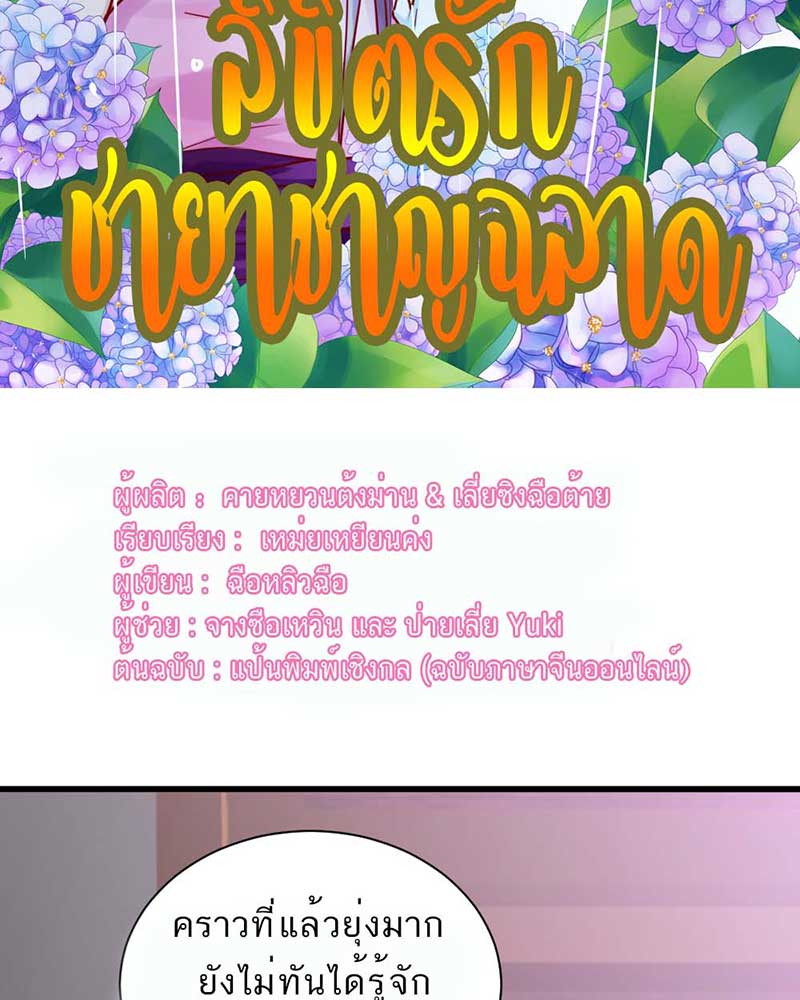 ลิขิตรัก
ชายาชาญฉลาด
ผู้ผลิต : คายหยวนต้งม่าน & เลี่ยชิงฉือต้าย
เรียบเรียง : เหม่ยเหยียนค่ง
ผู้เขียน : ฉือหลิวฉือ
ผู้ช่วย : จางซือเหวิน และ ป่ายเลี่ย Yuki
ต้นฉบับ : แป้นพิมพ์เชิงกล (ฉบับภาษาจีนออนไลน์)
คราวที่แล้วยุ่งมาก
ยังไม่ทันได้รู้จัก